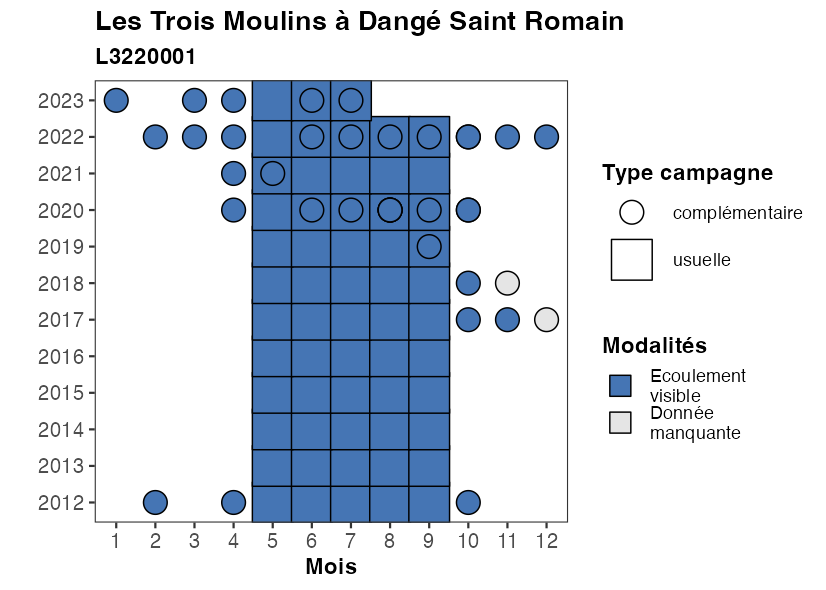 Les Trois Moulins à Dangé Saint Romain
L3220001
2023
2022
2021
2020
2019
2018
2017
2016
2015
2014
2013
2012
1 2 3 4 5 6 7 8 9 10 11 12
Mois
Type campagne
complémentaire
usuelle
Modalités
Ecoulement
visible
Donnée
manquante